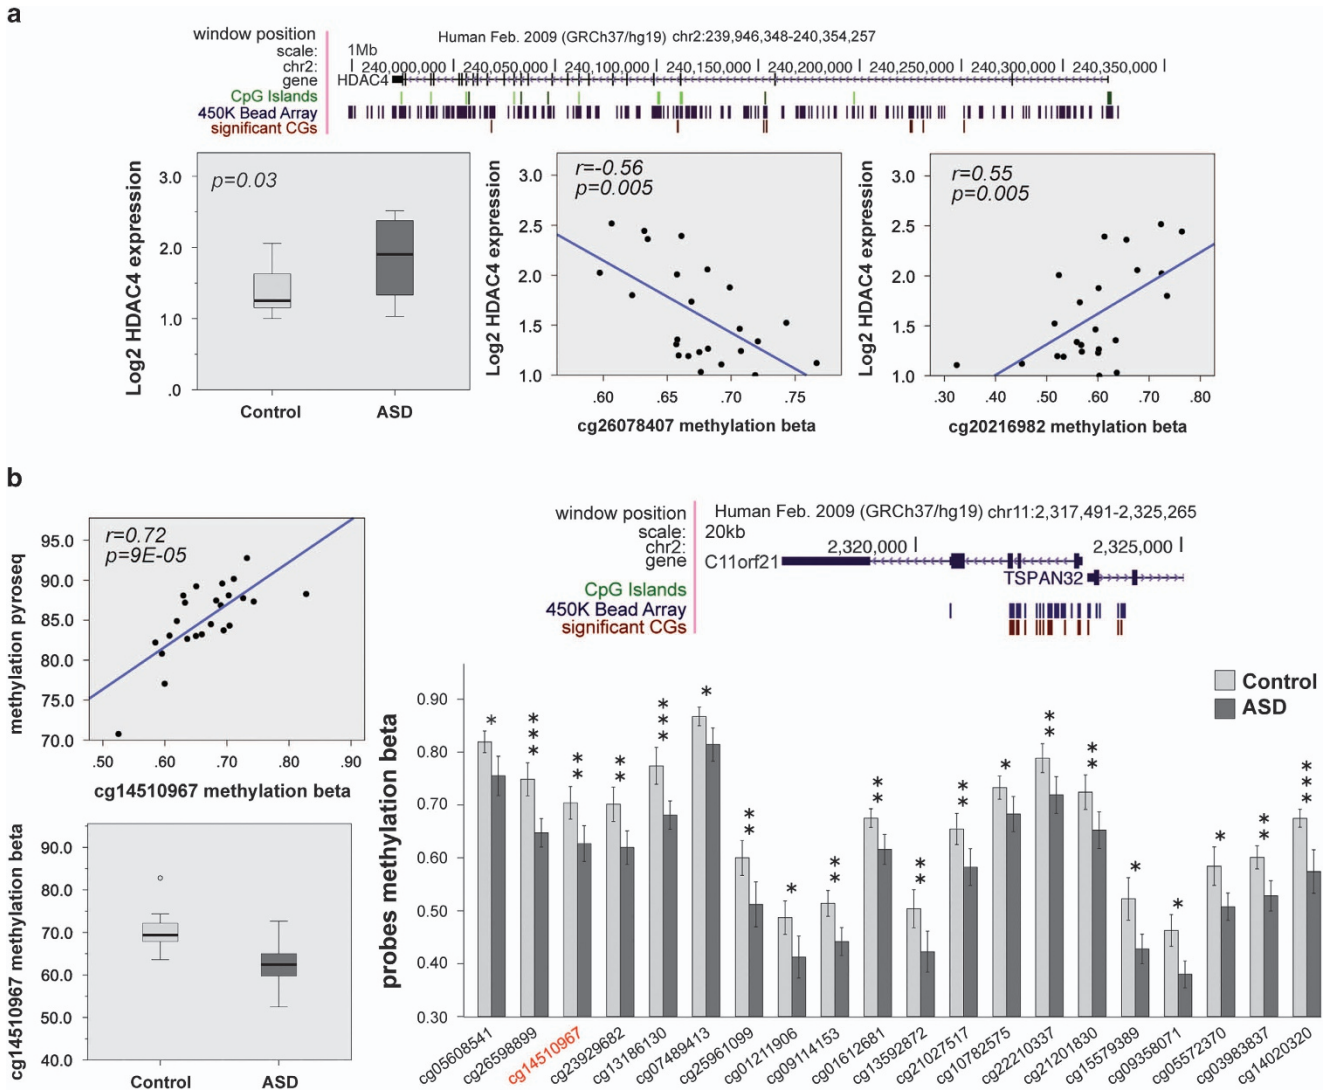 a
window position
Human Feb. 2009 (GRCh37/hg19) chr2:239,946,348-240,354,257
scale:
1Mb
chr2:
240,000,000
240,050,000
240,100,000
240,150,000
240,200,000
240,250,000
240,300,000
240,350,000
gene
HDAC4
CpG Islands
450K Bead Array
significant CGs
Log2 HDAC4 expression
p=0.03
3.0
2.0
1.0
.0
Control
ASD
Log2 HDAC4 expression
r=-0.56
p=0.005
3.0
2.5
2.0
1.5
1.0
.60
.65
.70
.75
cg26078407 methylation beta
Log2 HDAC4 expression
r=0.55
p=0.005
3.0
2.5
2.0
1.5
1.0
.30
.40
.50
.60
.70
.80
cg20216982 methylation beta
b
methylation pyroseq
r=0.72
p=9E-05
95.0
90.0
85.0
80.0
75.0
70.0
.50
.60
.70
.80
.90
cg14510967 methylation beta
cg14510967 methylation beta
90.0
80.0
70.0
60.0
50.0
40.0
Control
ASD
window position
Human Feb. 2009 (GRCh37/hg19) chr11:2,317,491-2,325,265
scale:
20kb
chr2:
2,320,000
2,325,000
gene
C11orf21
TSPAN32
CpG Islands
450K Bead Array
significant CGs
Control
ASD
probes methylation beta
0.90
0.80
0.70
0.60
0.50
0.40
0.30
*
***
**
**
***
*
**
*
**
**
**
**
*
**
**
*
*
*
**
***
cg05608541
cg26598899
cg14510967
cg23929682
cg13186130
cg07489413
cg25961099
cg01211906
cg09114153
cg01612681
cg13592872
cg21027517
cg10782575
cg22210337
cg21201830
cg15579389
cg09358071
cg05572370
cg03983837
cg14020320